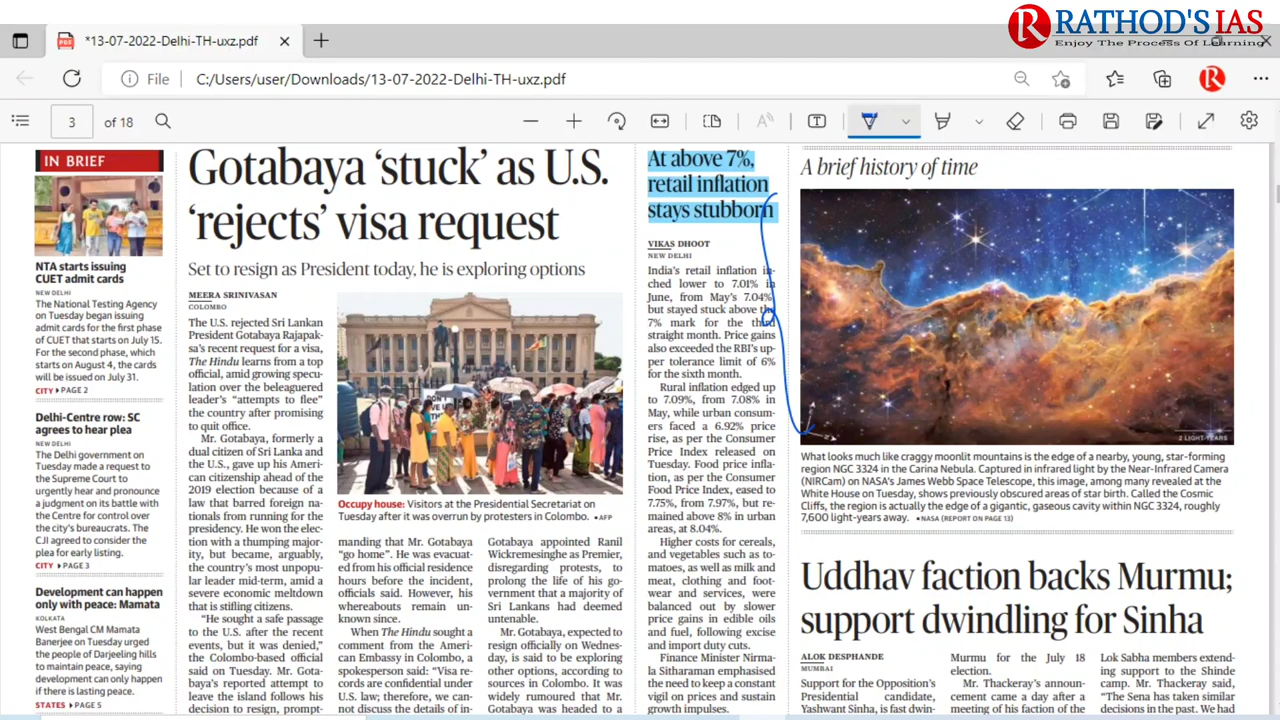 RATHOD'S IAS
Enjoy The Process Of Learning
*13-07-2022-Delhi-TH-uxz.pdf
File
C:/Users/user/Downloads/13-07-2022-Delhi-TH-uxz.pdf
3
of 18
IN BRIEF
NTA starts issuing
CUET admit cards
NEW DELHI
The National Testing Agency
on Tuesday began issuing
admit cards for the first phase
of CUET that starts on July 15.
For the second phase, which
starts on August 4, the cards
will be issued on July 31.
CITY PAGE 2
Delhi-Centre row: SC
agrees to hear plea
NEW DELHI
The Delhi government on
Tuesday made a request to
the Supreme Court to
urgently hear and pronounce
a judgment on its battle with
the Centre for control over
the city's bureaucrats. The
CJI agreed to consider the
plea for early listing.
CITY PAGE 3
Development can happen
only with peace: Mamata
KOLKATA
West Bengal CM Mamata
Banerjee on Tuesday urged
the people of Darjeeling hills
to maintain peace, saying
development can only happen
if there is lasting peace.
STATES PAGE 5
Gotabaya 'stuck' as U.S.
'rejects' visa request
Set to resign as President today, he is exploring options
MEERA SRINIVASAN
COLOMBO
The U.S. rejected Sri Lankan
President Gotabaya Rajapak-
sa's recent request for a visa,
The Hindu learns from a top
official, amid growing specu-
lation over the beleaguered
leader's "attempts to flee"
the country after promising
to quit office.
Mr. Gotabaya, formerly a
dual citizen of Sri Lanka and
the U.S., gave up his Ameri-
can citizenship ahead of the
2019 election because of a
law that barred foreign na-
tionals from running for the
presidency. He won the elec-
tion with a thumping majori-
ty, but became, arguably,
the country's most unpopu-
lar leader mid-term, amid a
severe economic meltdown
that is stifling citizens.
"He sought a safe passage
to the U.S. after the recent
events, but it was denied,"
the Colombo-based official
said on Tuesday. Mr. Gota-
baya's reported attempt to
leave the island follows his
decision to resign, prompt-
Occupy house: Visitors at the Presidential Secretariat on
Tuesday after it was overrun by protesters in Colombo. AFP
manding that Mr. Gotabaya
"go home". He was evacuat-
ed from his official residence
hours before the incident,
officials said. However, his
whereabouts remain un-
known since.
When The Hindu sought a
comment from the Ameri-
can Embassy in Colombo, a
spokesperson said: "Visa re-
cords are confidential under
U.S. law; therefore, we can-
not discuss the details of in-
Gotabaya appointed Ranil
Wickremesinghe as Premier,
disregarding protests, to
prolong the life of his go-
vernment that a majority of
Sri Lankans had deemed
untenable.
Mr. Gotabaya, expected to
resign officially on Wednes-
day, is said to be exploring
other options, according to
sources in Colombo. It was
widely rumoured that Mr.
Gotabaya was headed to a
At above 7%,
retail inflation
stays stubborn
VIKAS DHOOT
NEW DELHI
India's retail inflation in-
ched lower to 7.01% in
June, from May's 7.04%,
but stayed stuck above the
7% mark for the third
straight month. Price gains
also exceeded the RBI's up-
per tolerance limit of 6%
for the sixth month.
Rural inflation edged up
to 7.09%, from 7.08% in
May, while urban consum-
ers faced a 6.92% price
rise, as per the Consumer
Price Index released on
Tuesday. Food price infla-
tion, as per the Consumer
Food Price Index, eased to
7.75%, from 7.97%, but re-
mained above 8% in urban
areas, at 8.04%.
Higher costs for cereals,
and vegetables such as to-
matoes, as well as milk and
meat, clothing and foot-
wear and services, were
balanced out by slower
price gains in edible oils
and fuel, following excise
and import duty cuts.
Finance Minister Nirma-
la Sitharaman emphasised
the need to keep a constant
vigil on prices and sustain
growth impulses.
A brief history of time
2 LIGHT-YEARS
What looks much like craggy moonlit mountains is the edge of a nearby, young, star-forming
region NGC 3324 in the Carina Nebula. Captured in infrared light by the Near-Infrared Camera
(NIRCam) on NASA's James Webb Space Telescope, this image, among many revealed at the
White House on Tuesday, shows previously obscured areas of star birth. Called the Cosmic
Cliffs, the region is actually the edge of a gigantic, gaseous cavity within NGC 3324, roughly
7,600 light-years away. NASA (REPORT ON PAGE 13)
Uddhav faction backs Murmu;
support dwindling for Sinha
ALOK DESHPANDE
MUMBAI
Support for the Opposition's
Presidential candidate,
Yashwant Sinha, is fast dwin-
Murmu for the July 18
election.
Mr. Thackeray's announ-
cement came a day after a
meeting of his faction of the
Lok Sabha members extend-
ing support to the Shinde
camp. Mr. Thackeray said,
"The Sena has taken similar
decisions in the past. We had